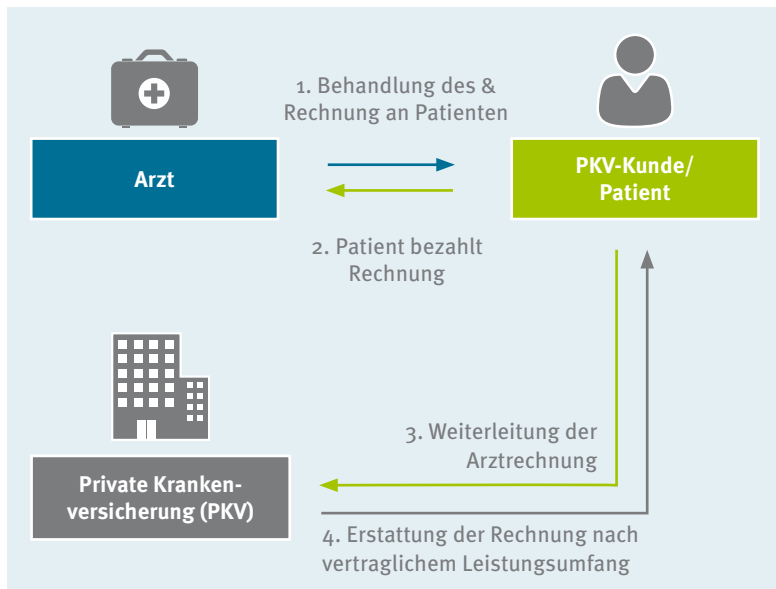 1. Behandlung des &
Rechnung an Patienten
Arzt
PKV-Kunde/
Patient
2. Patient bezahlt
Rechnung
3. Weiterleitung der
Arztrechnung
Private Kranken-
versicherung (PKV)
4. Erstattung der Rechnung nach
vertraglichem Leistungsumfang